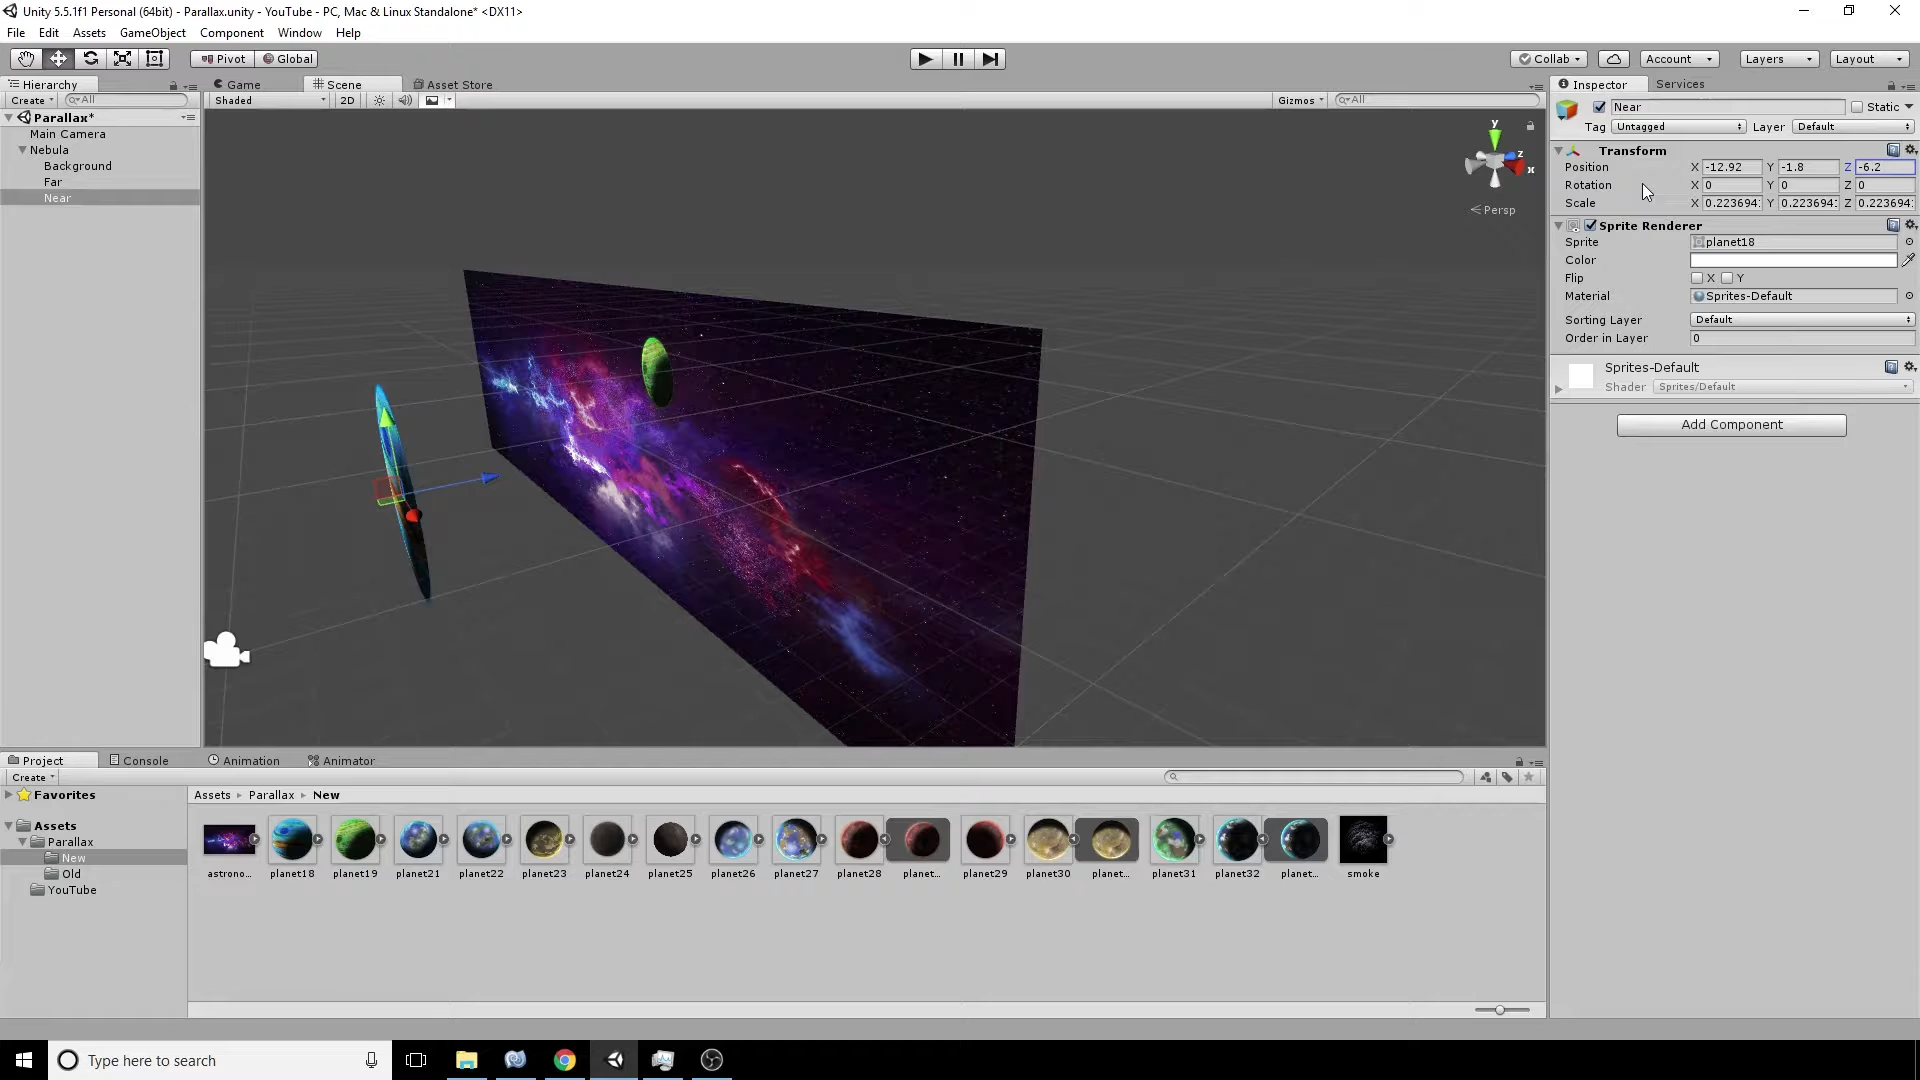 Unity 5.5.1f1 Personal (64bit) - Parallax.unity - YouTube - PC, Mac & Linux Standalone* <DX11>
File Edit Assets GameObject Component Window Help
Pivot Global Collab Account Layers Layout
Hierarchy Game Scene Asset Store Inspector Services
Create All Shaded 2D Gizmos All
Near Static
Parallax*
Tag Untagged Layer Default
Main Camera
Nebula
Background
Far
Near
y
z
x
Persp
Transform
Position X -12.92 Y -1.8 Z -6.2
Rotation X 0 Y 0 Z 0
Scale X 0.223694 Y 0.223694 Z 0.223694
Sprite Renderer
Sprite planet18
Color
Flip X Y
Material Sprites-Default
Sorting Layer Default
Order in Layer 0
Sprites-Default
Shader Sprites/Default
Add Component
Project Console Animation Animator
Create
Favorites
Assets
Parallax
New
Old
YouTube
Assets Parallax New
astrono... planet18 planet19 planet21 planet22 planet23 planet24 planet25 planet26 planet27 planet28 planet... planet29 planet30 planet... planet31 planet32 planet... smoke
Type here to search